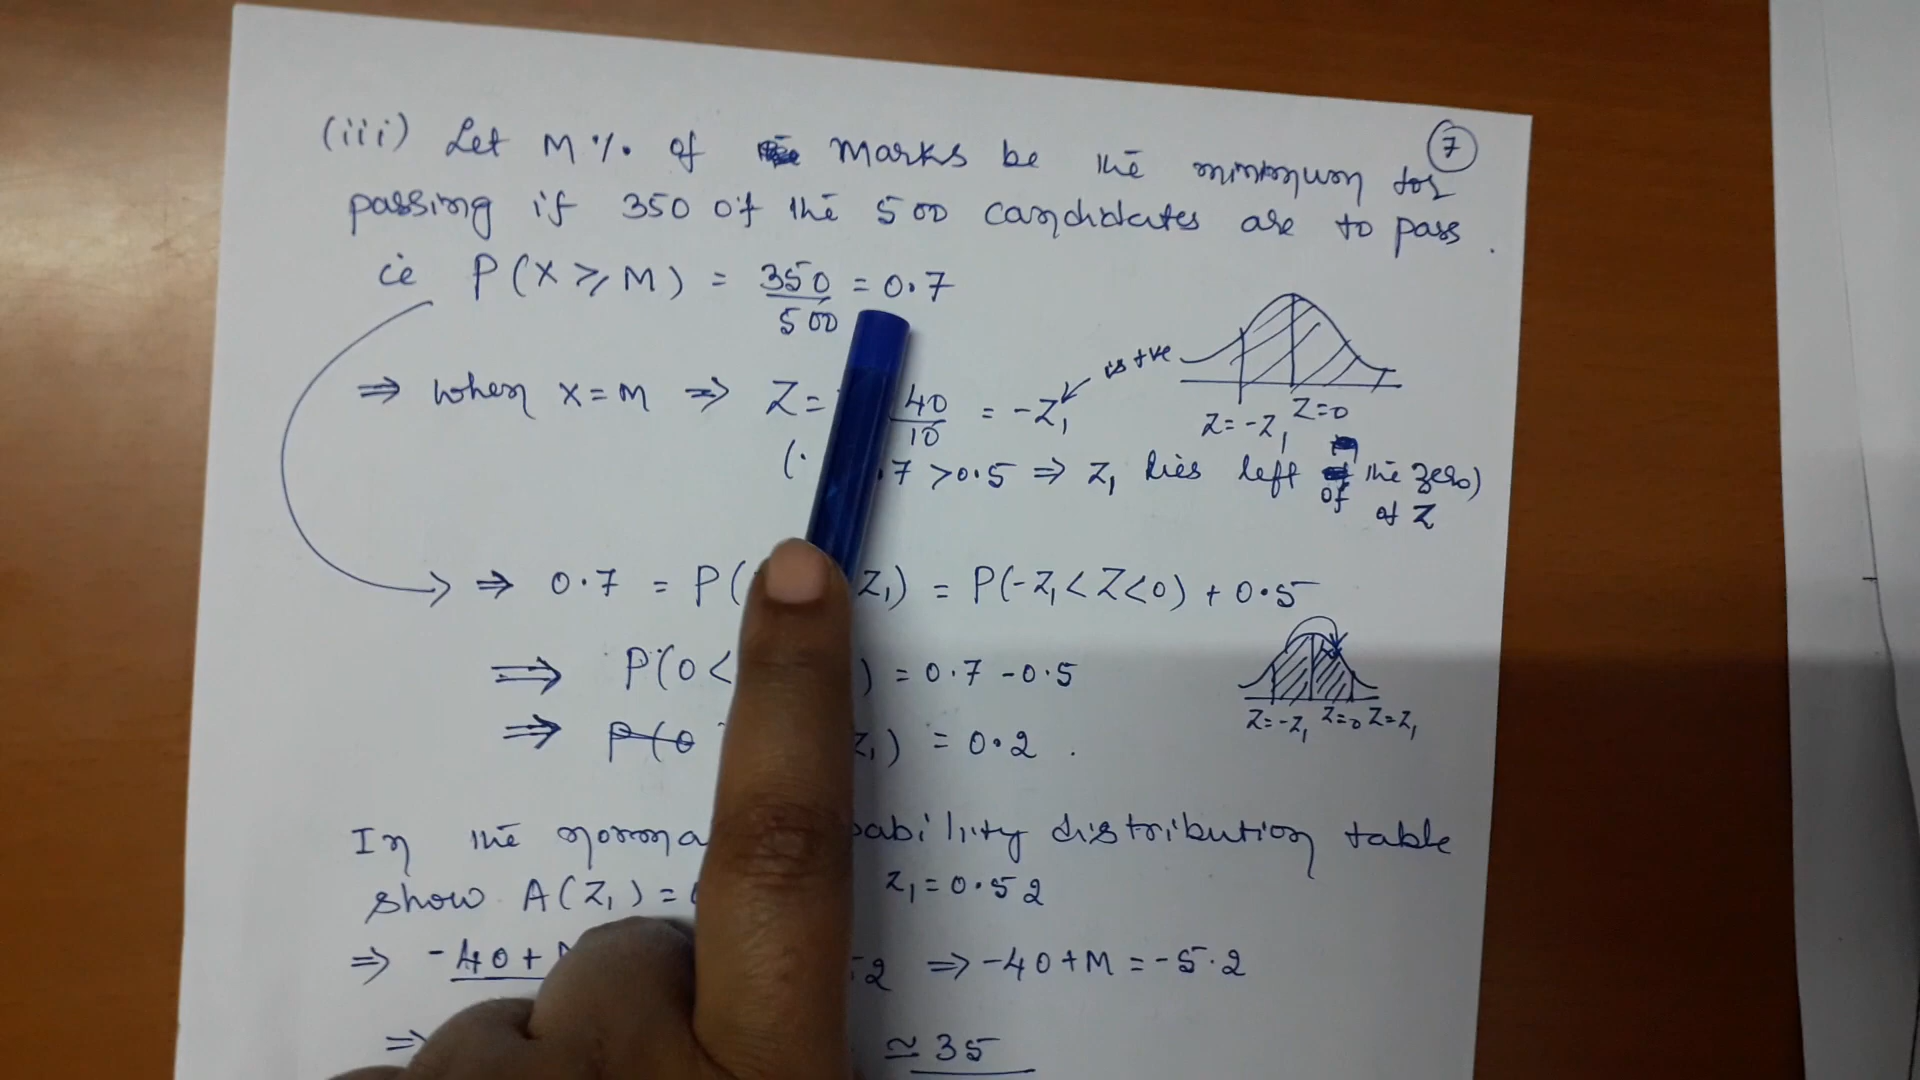 7
(iii) Let M % of marks be the minimum for
passing if 350 of the 500 candidates are to pass.
ie P(X ⩾ M) = 350/500 = 0.7
is +ve
⇒ when x = M ⇒ Z = 40/10 = -Z₁
Z=-Z₁ Z=0
.7 > 0.5 ⇒ Z₁ lies left of the zero)
of Z
⇒ 0.7 = P( Z₁) = P(-Z₁ < Z < 0) + 0.5
⇒ P(0 < ) = 0.7 - 0.5
Z=-Z₁ Z=0 Z=Z₁
⇒ P(0 Z₁) = 0.2 .
In the distribution table
show A(Z₁) = Z₁ = 0.52
⇒ -40 + ⇒ -40 + M = -5.2
⇒ ≃ 35